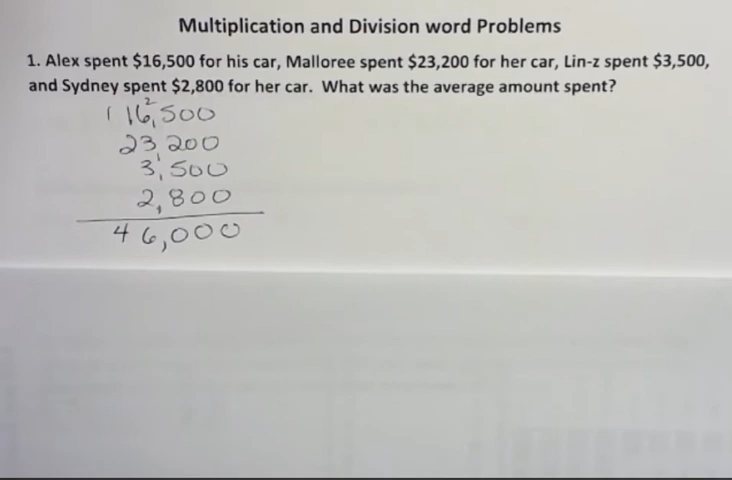 Multiplication and Division word Problems
1. Alex spent $16,500 for his car, Malloree spent $23,200 for her car, Lin-z spent $3,500,
and Sydney spent $2,800 for her car. What was the average amount spent?
1 2
16,500
23,200
1
3,500
2,800
46,000